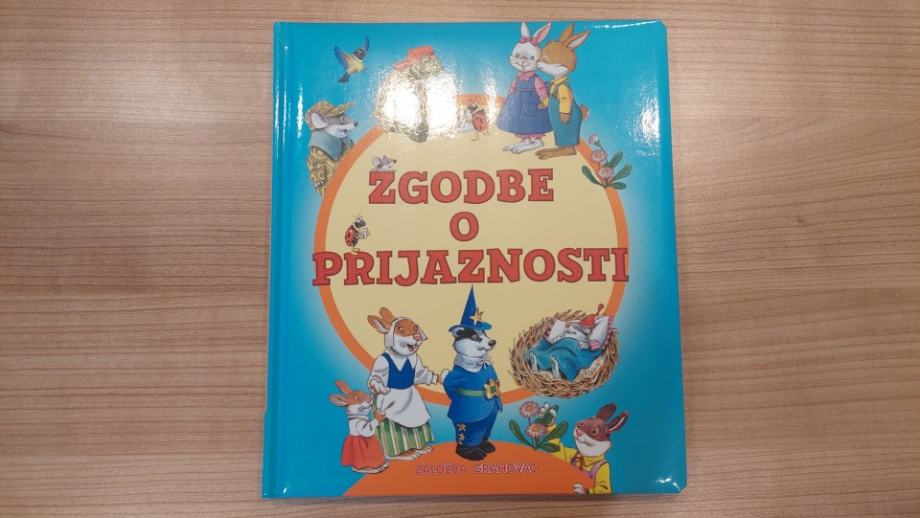 ZGODBE
O
PRIJAZNOSTI
ZALOŽBA GRAHOVAC